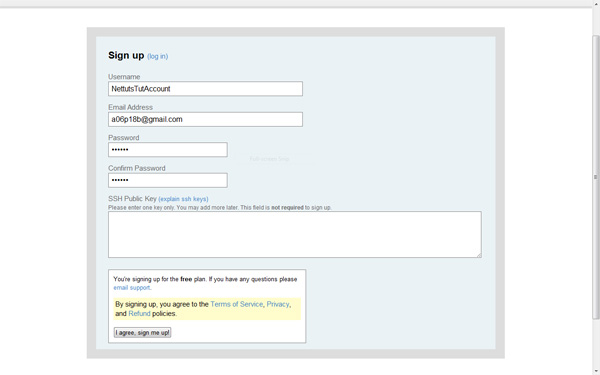 Sign up (log in)
Username
NettutsTutAccount
Email Address
a06p18b@gmail.com
Password
••••••
Confirm Password
••••••
SSH Public Key (explain ssh keys)
Please enter one key only. You may add more later. This field is not required to sign up.
You're signing up for the free plan. If you have any questions please
email support.
By signing up, you agree to the Terms of Service, Privacy,
and Refund policies.
I agree, sign me up!